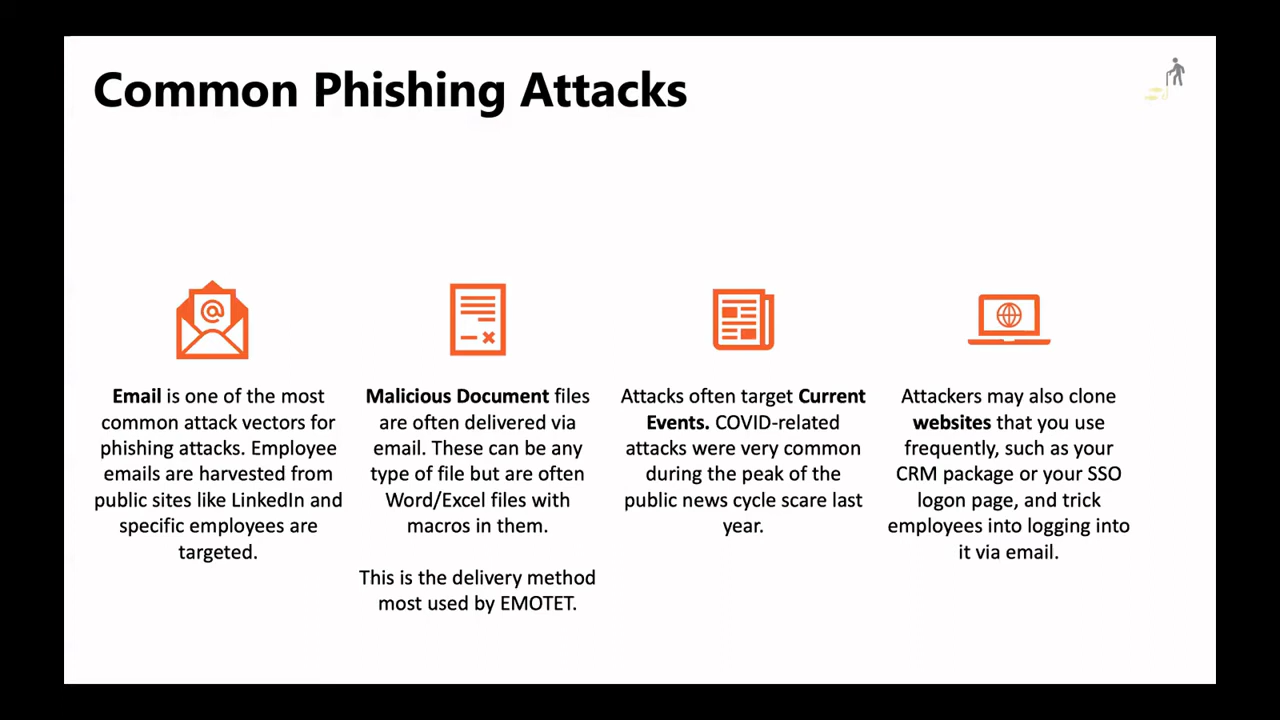 Common Phishing Attacks
Email is one of the most
common attack vectors for
phishing attacks. Employee
emails are harvested from
public sites like LinkedIn and
specific employees are
targeted.
Malicious Document files
are often delivered via
email. These can be any
type of file but are often
Word/Excel files with
macros in them.
This is the delivery method
most used by EMOTET.
Attacks often target Current
Events. COVID-related
attacks were very common
during the peak of the
public news cycle scare last
year.
Attackers may also clone
websites that you use
frequently, such as your
CRM package or your SSO
logon page, and trick
employees into logging into
it via email.